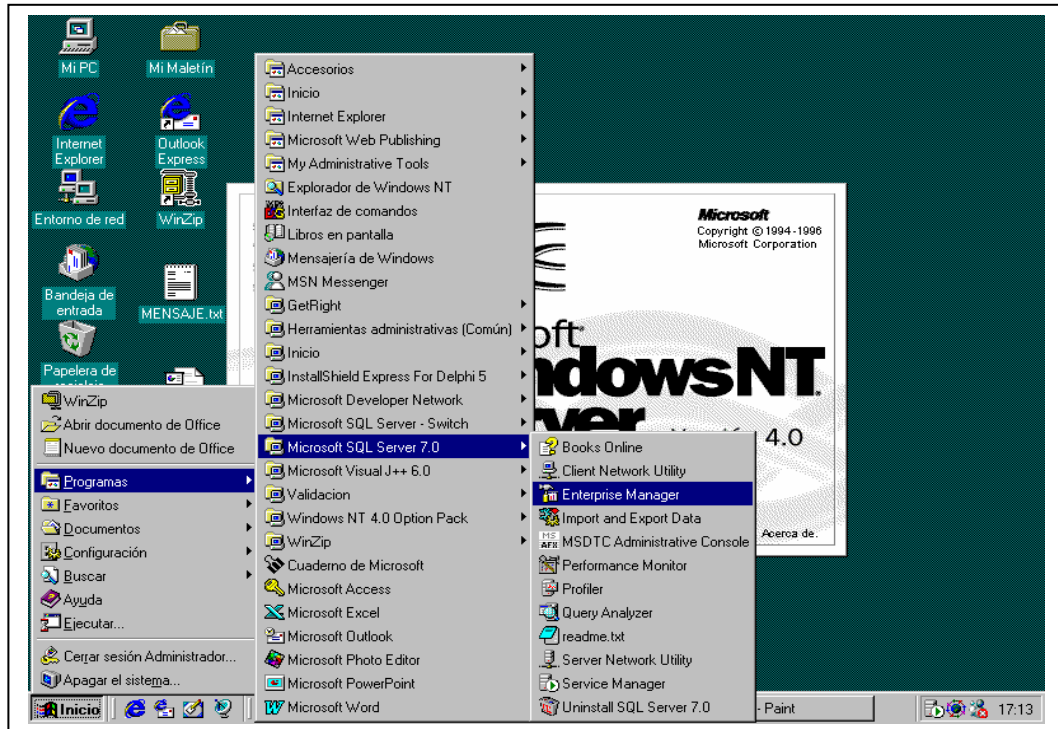 Mi PC
Mi Maletín
Internet
Explorer
Outlook
Express
Entorno de red
WinZip
Bandeja de
entrada
MENSAJE.txt
Papelera de
Microsoft
Copyright © 1994-1996
Microsoft Corporation
4.0
Acerca de.
WinZip
Abrir documento de Office
Nuevo documento de Office
Programas
Favoritos
Documentos
Configuración
Buscar
Ayuda
Ejecutar...
Cerrar sesión Administrador...
Apagar el sistema...
Accesorios
Inicio
Internet Explorer
Microsoft Web Publishing
My Administrative Tools
Explorador de Windows NT
Interfaz de comandos
Libros en pantalla
Mensajería de Windows
MSN Messenger
GetRight
Herramientas administrativas (Común)
Inicio
InstallShield Express For Delphi 5
Microsoft Developer Network
Microsoft SQL Server - Switch
Microsoft SQL Server 7.0
Microsoft Visual J++ 6.0
Validacion
Windows NT 4.0 Option Pack
WinZip
Cuaderno de Microsoft
Microsoft Access
Microsoft Excel
Microsoft Outlook
Microsoft Photo Editor
Microsoft PowerPoint
Microsoft Word
Books Online
Client Network Utility
Enterprise Manager
Import and Export Data
MSDTC Administrative Console
Performance Monitor
Profiler
Query Analyzer
readme.txt
Server Network Utility
Service Manager
Uninstall SQL Server 7.0
Inicio
- Paint
17:13